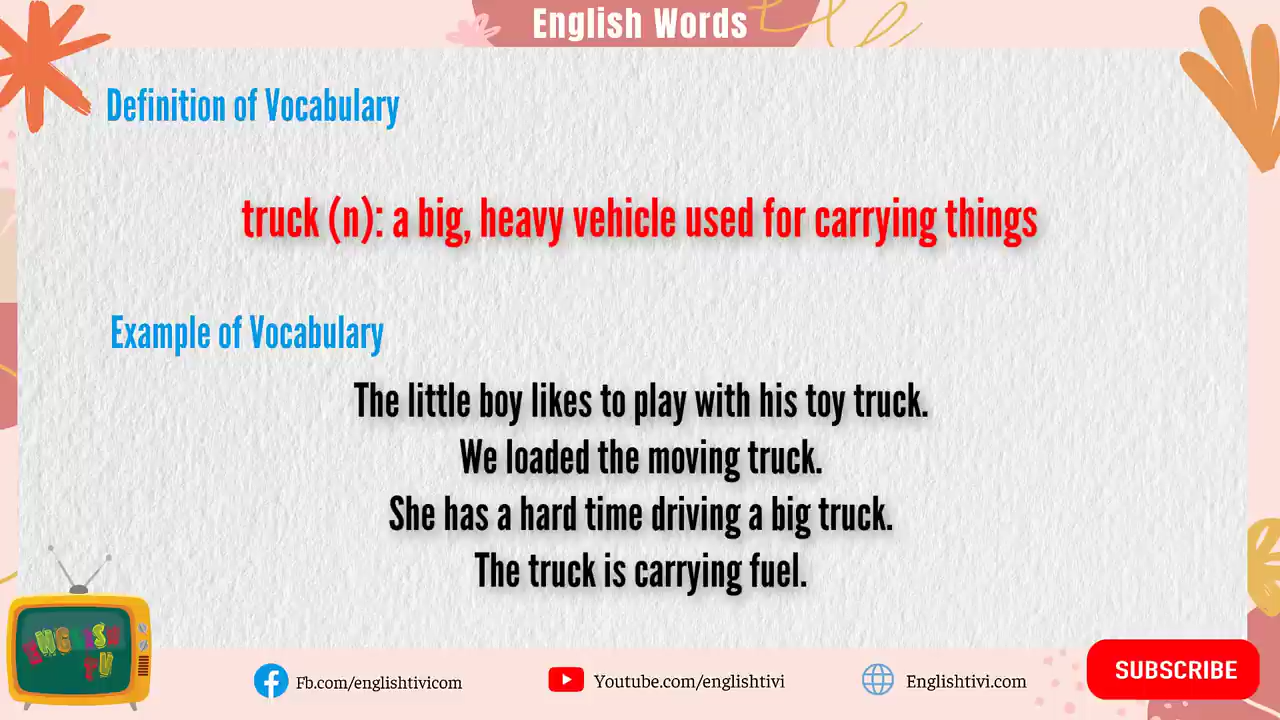 English Words
Definition of Vocabulary
truck (n): a big, heavy vehicle used for carrying things
Example of Vocabulary
The little boy likes to play with his toy truck.
We loaded the moving truck.
She has a hard time driving a big truck.
The truck is carrying fuel.
ENGLISH
TV
Fb.com/englishtivicom
Youtube.com/englishtivi
Englishtivi.com
SUBSCRIBE